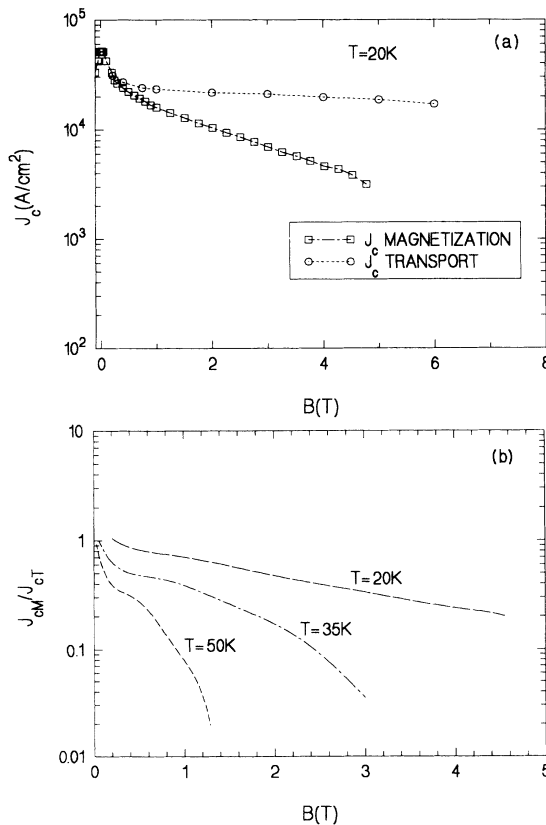 (a)
T=20K
10^5
10^4
10^3
10^2
J_c(A/cm^2)
J_c MAGNETIZATION
J_c TRANSPORT
0 2 4 6 8
B(T)
(b)
10
1
0.1
0.01
J_cM/J_cT
T=20K
T=35K
T=50K
0 1 2 3 4 5
B(T)